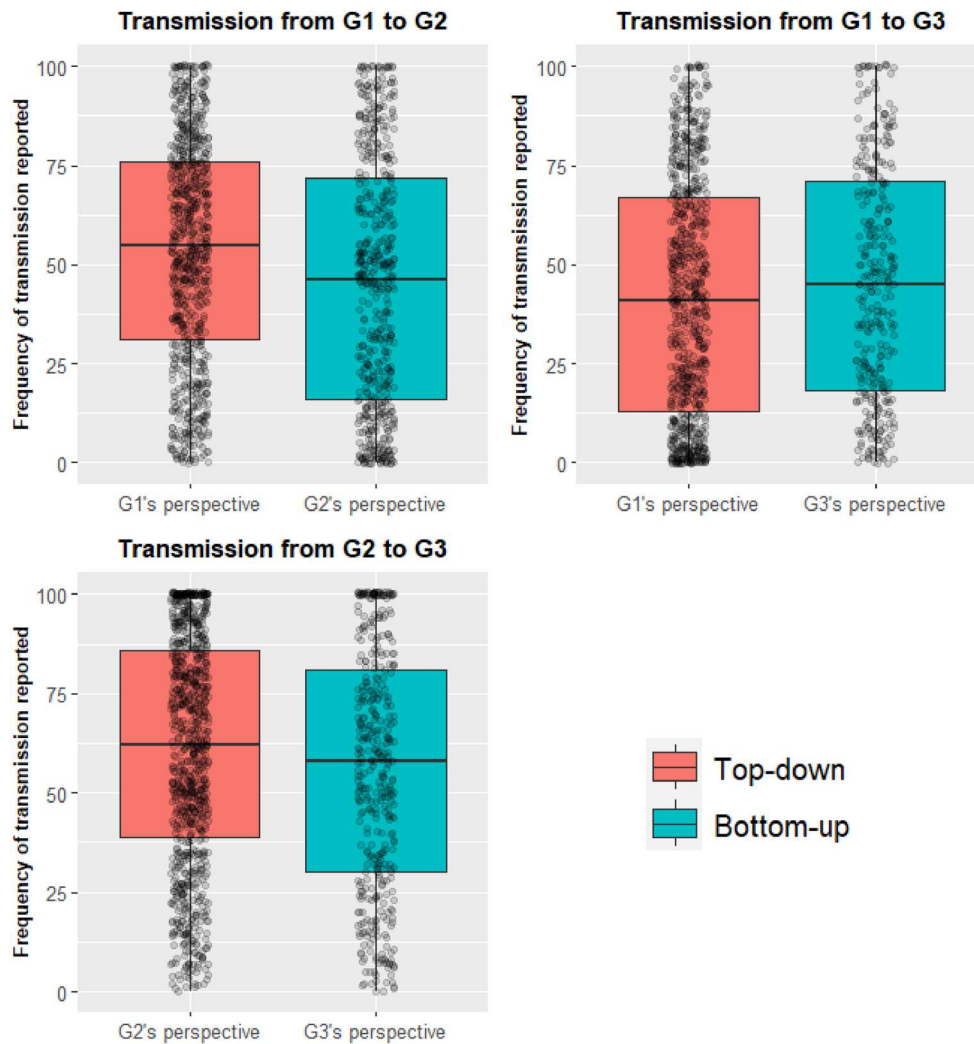 Transmission from G1 to G2
Frequency of transmission reported
100
75
50
25
0
G1's perspective
G2's perspective
Transmission from G1 to G3
Frequency of transmission reported
100
75
50
25
0
G1's perspective
G3's perspective
Transmission from G2 to G3
Frequency of transmission reported
100
75
50
25
0
G2's perspective
G3's perspective
Top-down
Bottom-up